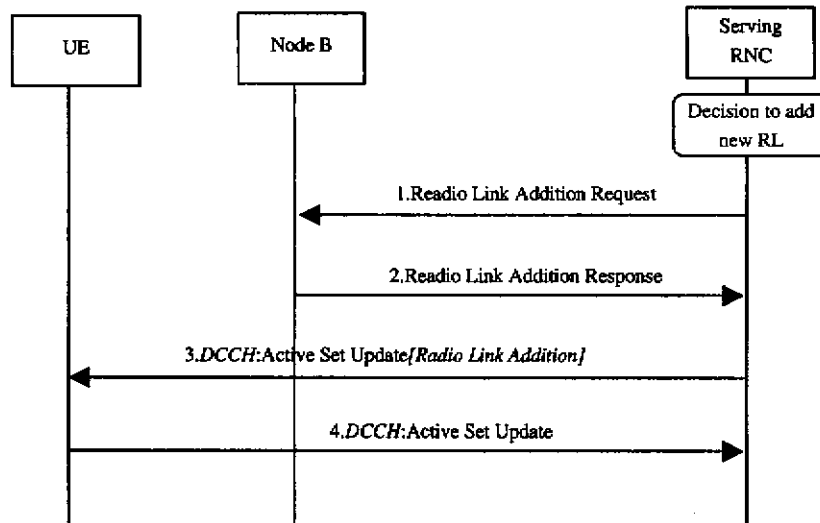 UE
Node B
Serving
RNC
Decision to add
new RL
1.Readio Link Addition Request
2.Readio Link Addition Response
3.DCCH:Active Set Update[Radio Link Addition]
4.DCCH:Active Set Update